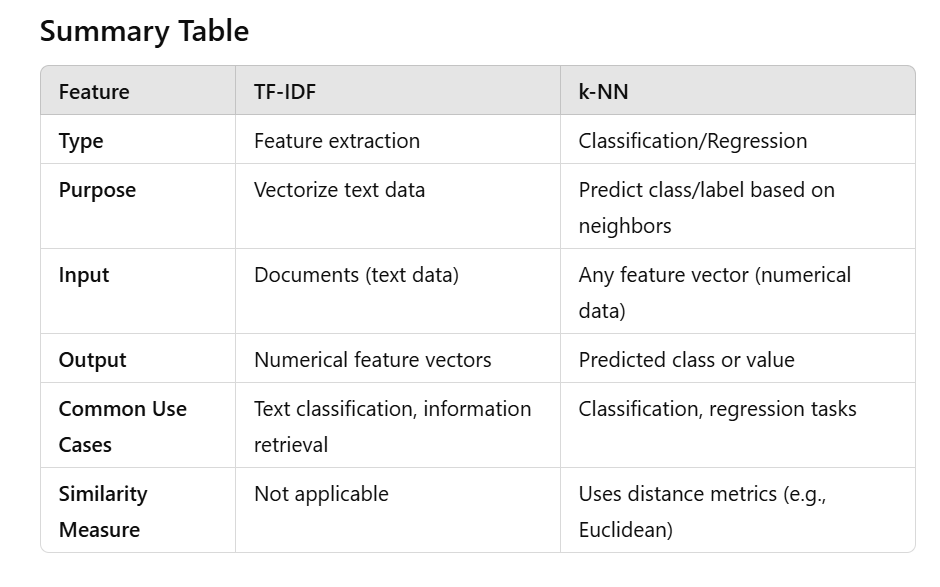 Summary Table
Feature TF-IDF k-NN
Type Feature extraction Classification/Regression
Purpose Vectorize text data Predict class/label based on
neighbors
Input Documents (text data) Any feature vector (numerical
data)
Output Numerical feature vectors Predicted class or value
Common Use Text classification, information Classification, regression tasks
Cases retrieval
Similarity Not applicable Uses distance metrics (e.g.,
Measure Euclidean)